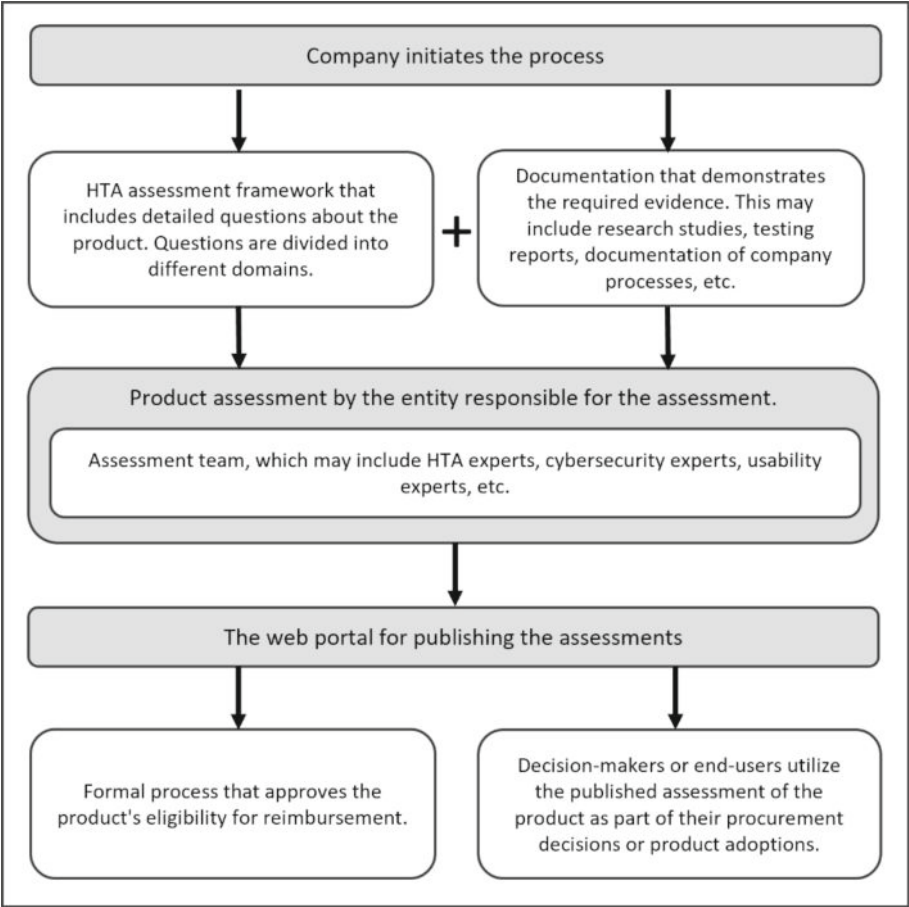 Company initiates the process
HTA assessment framework that
includes detailed questions about the
product. Questions are divided into
different domains.
+
Documentation that demonstrates
the required evidence. This may
include research studies, testing
reports, documentation of company
processes, etc.
Product assessment by the entity responsible for the assessment.
Assessment team, which may include HTA experts, cybersecurity experts, usability
experts, etc.
The web portal for publishing the assessments
Formal process that approves the
product's eligibility for reimbursement.
Decision-makers or end-users utilize
the published assessment of the
product as part of their procurement
decisions or product adoptions.